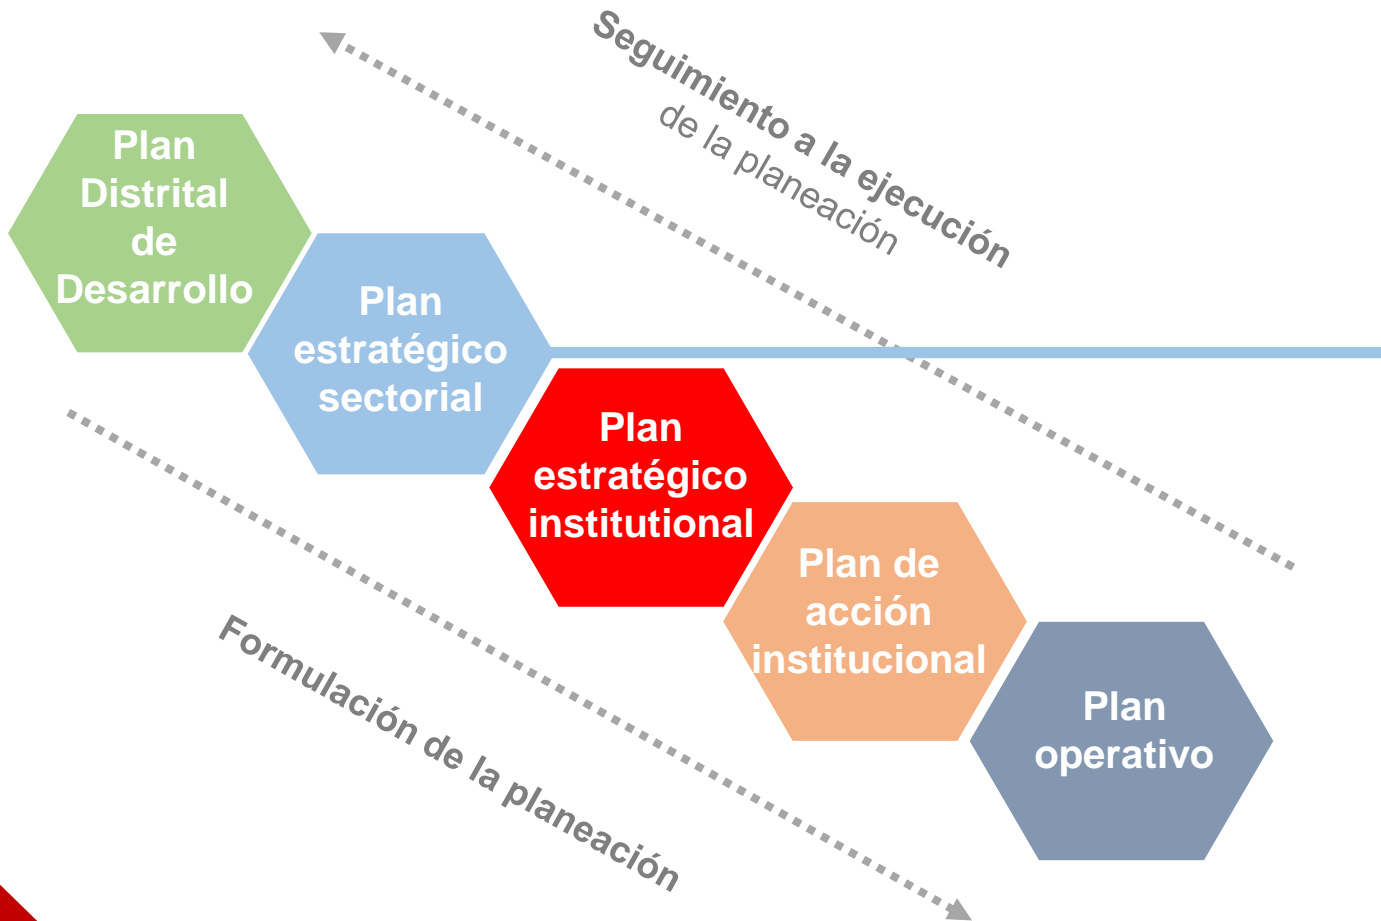 Seguimiento a la ejecución
de la planeación
Plan
Distrital
de
Desarrollo
Plan
estratégico
sectorial
Plan
estratégico
institutional
Plan de
acción
institucional
Plan
operativo
Formulación de la planeación